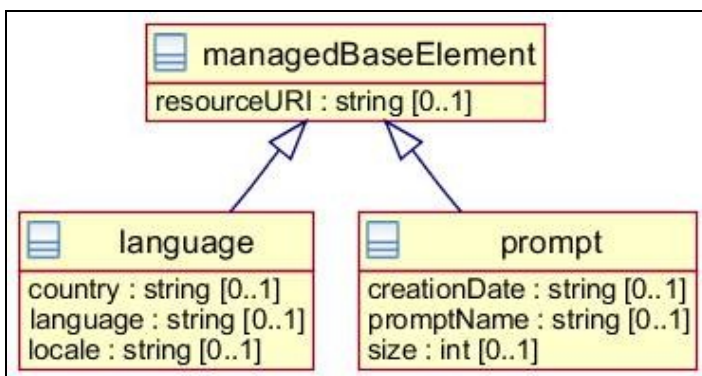 managedBaseElement
resourceURI : string [0..1]
language
country : string [0..1]
language : string [0..1]
locale : string [0..1]
prompt
creationDate : string [0..1]
promptName : string [0..1]
size : int [0..1]